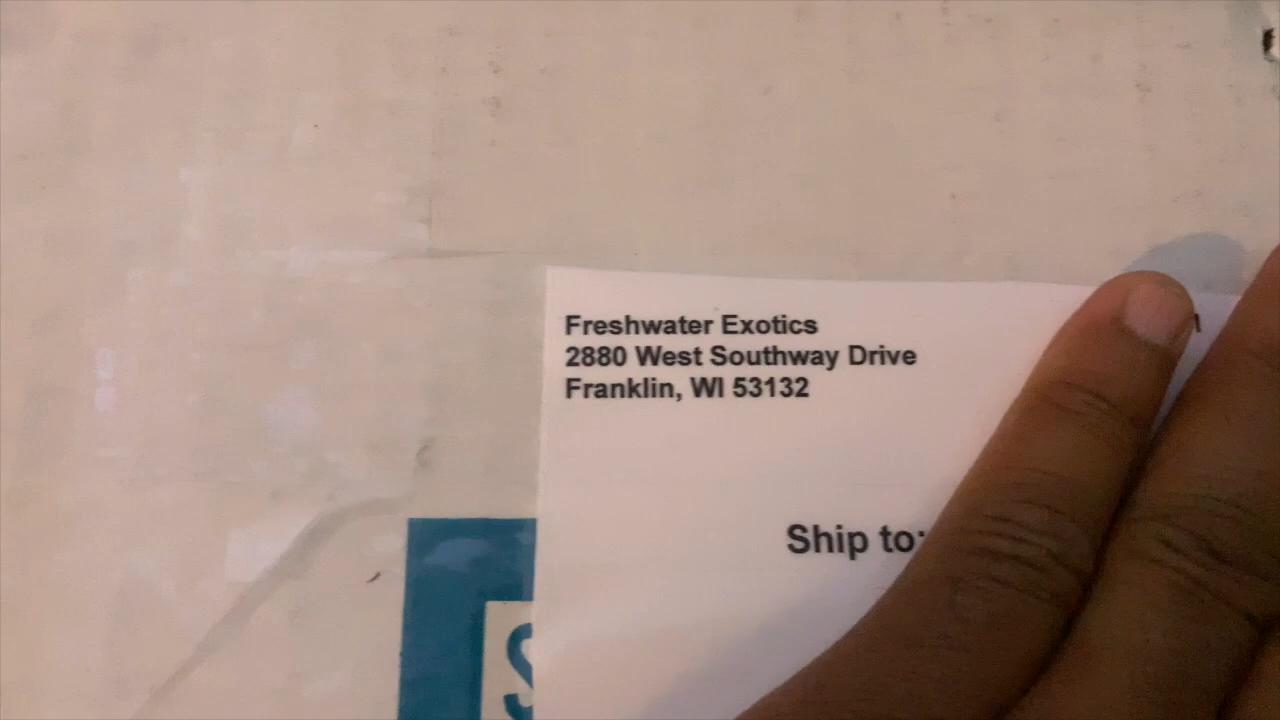 Freshwater Exotics
2880 West Southway Drive
Franklin, WI 53132
Ship to:
S